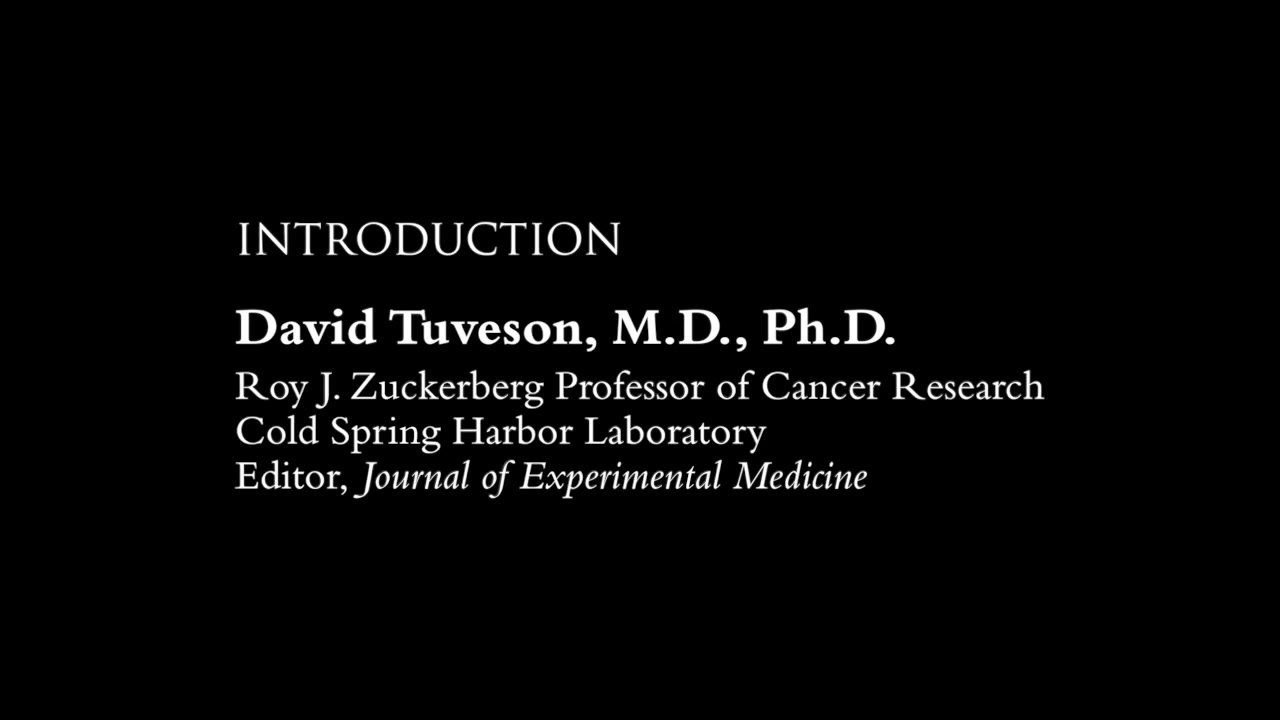 INTRODUCTION
David Tuveson, M.D., Ph.D.
Roy J. Zuckerberg Professor of Cancer Research
Cold Spring Harbor Laboratory
Editor, Journal of Experimental Medicine